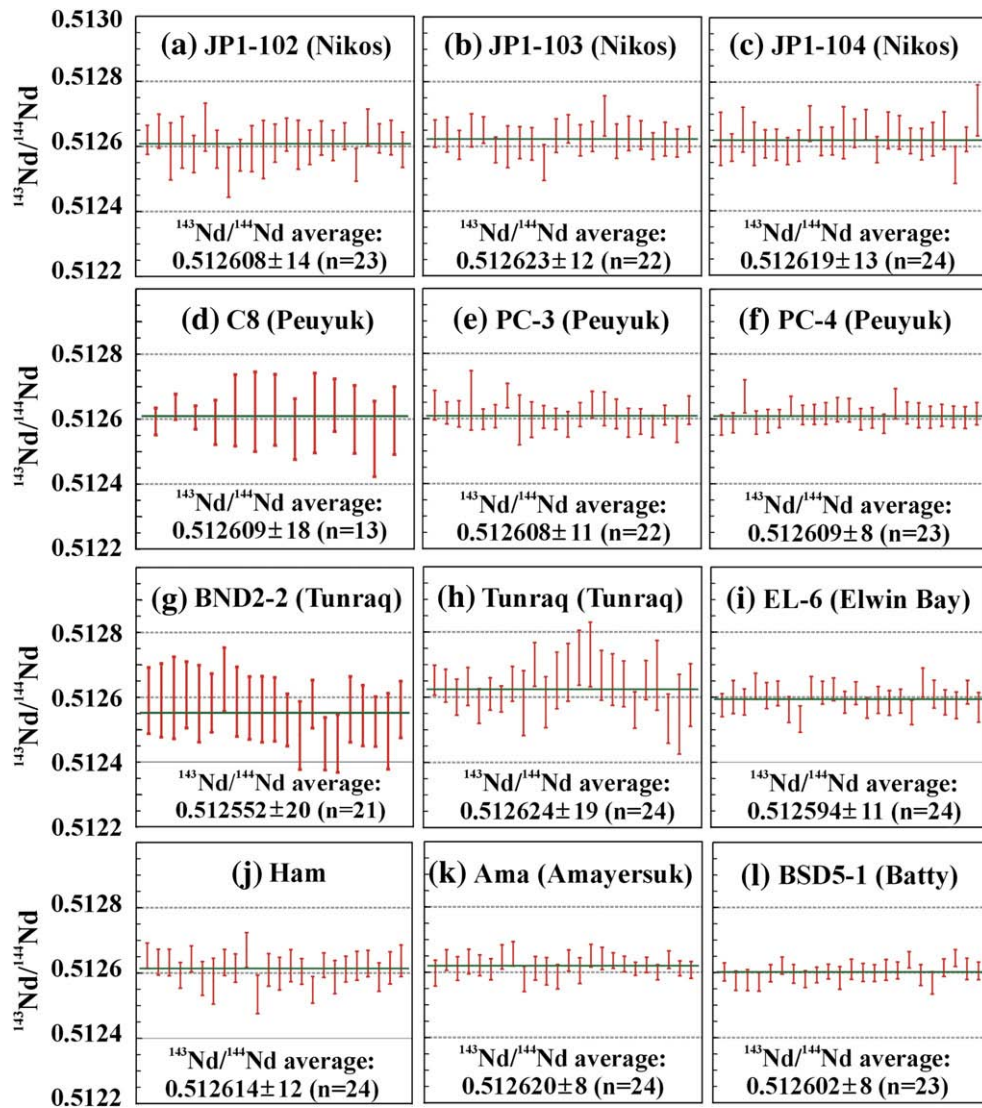 0.5130
0.5128
0.5126
0.5124
0.5122
¹⁴³Nd/¹⁴⁴Nd
(a) JP1-102 (Nikos)
¹⁴³Nd/¹⁴⁴Nd average:
0.512608±14 (n=23)
(b) JP1-103 (Nikos)
¹⁴³Nd/¹⁴⁴Nd average:
0.512623±12 (n=22)
(c) JP1-104 (Nikos)
¹⁴³Nd/¹⁴⁴Nd average:
0.512619±13 (n=24)
0.5128
0.5126
0.5124
0.5122
¹⁴³Nd/¹⁴⁴Nd
(d) C8 (Peuyuk)
¹⁴³Nd/¹⁴⁴Nd average:
0.512609±18 (n=13)
(e) PC-3 (Peuyuk)
¹⁴³Nd/¹⁴⁴Nd average:
0.512608±11 (n=22)
(f) PC-4 (Peuyuk)
¹⁴³Nd/¹⁴⁴Nd average:
0.512609±8 (n=23)
0.5128
0.5126
0.5124
0.5122
¹⁴³Nd/¹⁴⁴Nd
(g) BND2-2 (Tunraq)
¹⁴³Nd/¹⁴⁴Nd average:
0.512552±20 (n=21)
(h) Tunraq (Tunraq)
¹⁴³Nd/¹⁴⁴Nd average:
0.512624±19 (n=24)
(i) EL-6 (Elwin Bay)
¹⁴³Nd/¹⁴⁴Nd average:
0.512594±11 (n=24)
0.5128
0.5126
0.5124
0.5122
¹⁴³Nd/¹⁴⁴Nd
(j) Ham
¹⁴³Nd/¹⁴⁴Nd average:
0.512614±12 (n=24)
(k) Ama (Amayersuk)
¹⁴³Nd/¹⁴⁴Nd average:
0.512620±8 (n=24)
(l) BSD5-1 (Batty)
¹⁴³Nd/¹⁴⁴Nd average:
0.512602±8 (n=23)